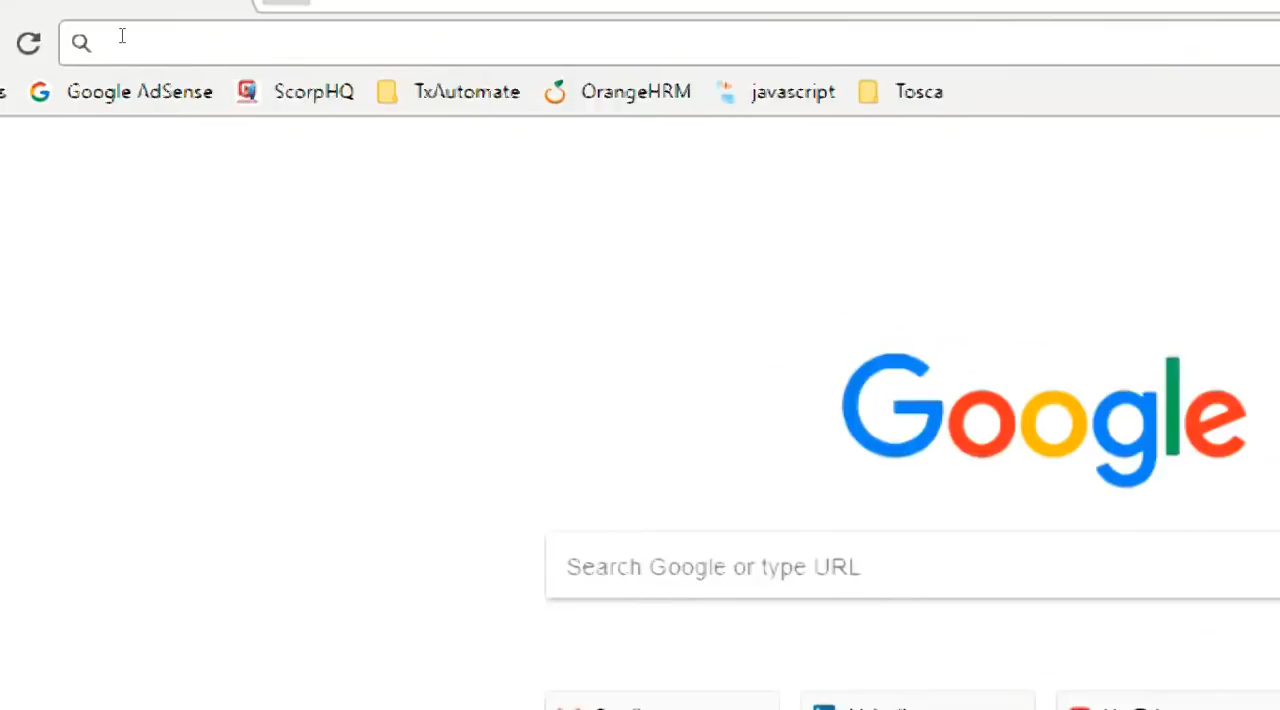 s Google AdSense ScorpHQ TxAutomate OrangeHRM javascript Tosca
Google
Search Google or type URL